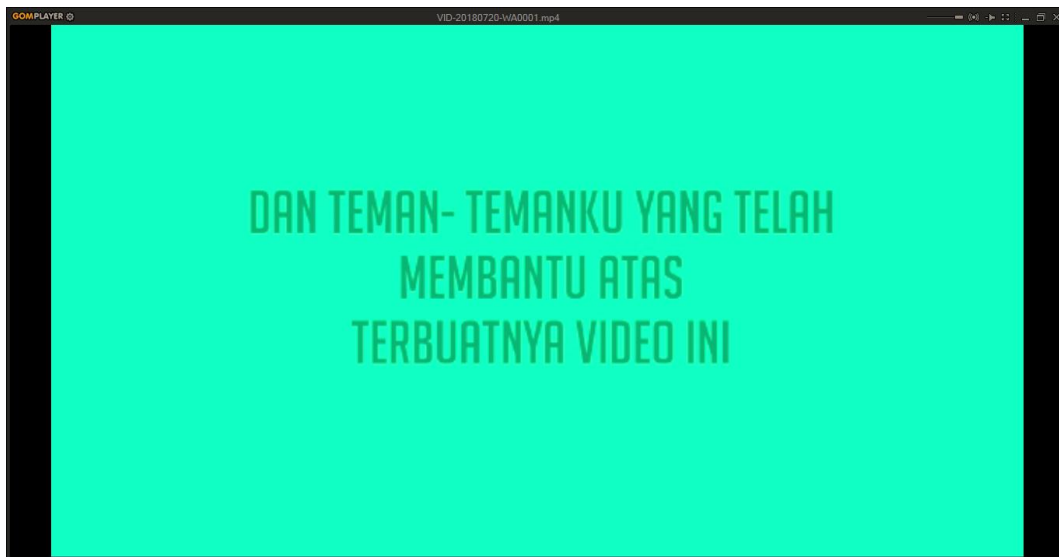 GOMPLAYER
VID-20180720-WA0001.mp4
DAN TEMAN- TEMANKU YANG TELAH
MEMBANTU ATAS
TERBUATNYA VIDEO INI